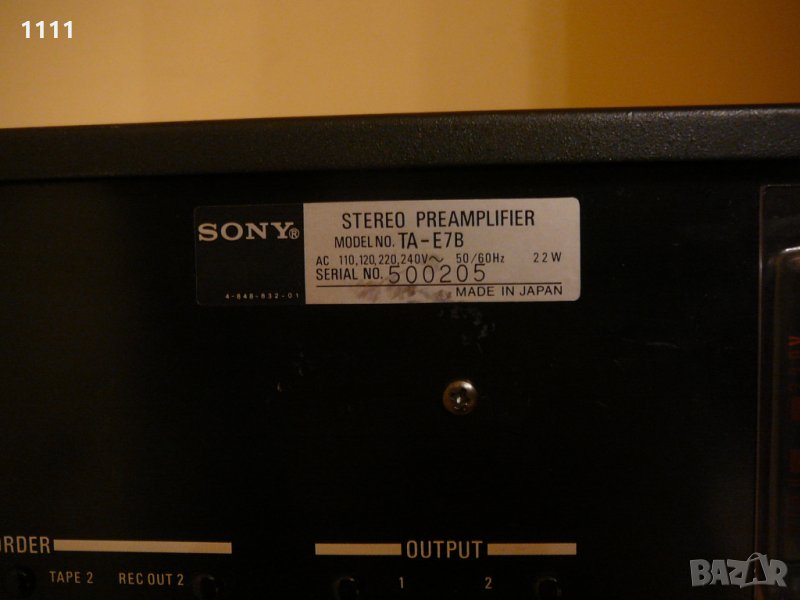 1111
SONY®
STEREO PREAMPLIFIER
MODEL NO. TA-E7B
AC 110,120,220,240V~ 50/60Hz 22W
SERIAL NO. 500205
4-848-832-01
MADE IN JAPAN
ORDER
OUTPUT
TAPE 2 REC OUT 2
1 2
BAZAR